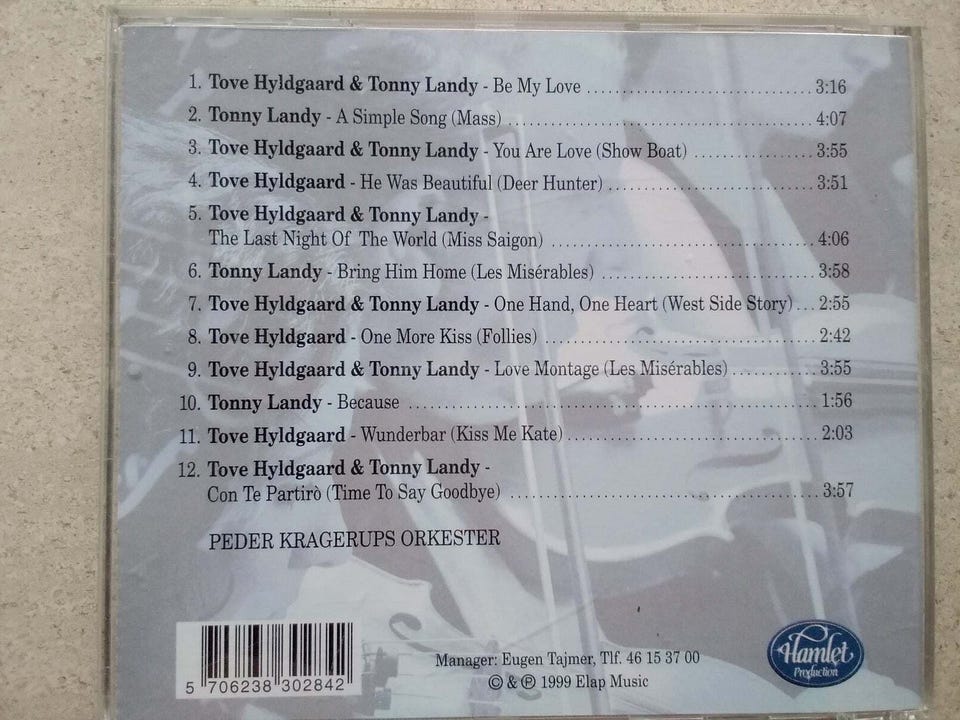 1. Tove Hyldgaard & Tonny Landy - Be My Love ........ 3:16
2. Tonny Landy - A Simple Song (Mass) ........ 4:07
3. Tove Hyldgaard & Tonny Landy - You Are Love (Show Boat) ........ 3:55
4. Tove Hyldgaard - He Was Beautiful (Deer Hunter) ........ 3:51
5. Tove Hyldgaard & Tonny Landy -
The Last Night Of The World (Miss Saigon) ........ 4:06
6. Tonny Landy - Bring Him Home (Les Misérables) ........ 3:58
7. Tove Hyldgaard & Tonny Landy - One Hand, One Heart (West Side Story) ... 2:55
8. Tove Hyldgaard - One More Kiss (Follies) ........ 2:42
9. Tove Hyldgaard & Tonny Landy - Love Montage (Les Misérables) ........ 3:55
10. Tonny Landy - Because ........ 1:56
11. Tove Hyldgaard - Wunderbar (Kiss Me Kate) ........ 2:03
12. Tove Hyldgaard & Tonny Landy -
Con Te Partirò (Time To Say Goodbye) ........ 3:57
PEDER KRAGERUPS ORKESTER
5 706238 302842
Manager: Eugen Tajmer, Tlf. 46 15 37 00
© & ℗ 1999 Elap Music
Hamlet
Production